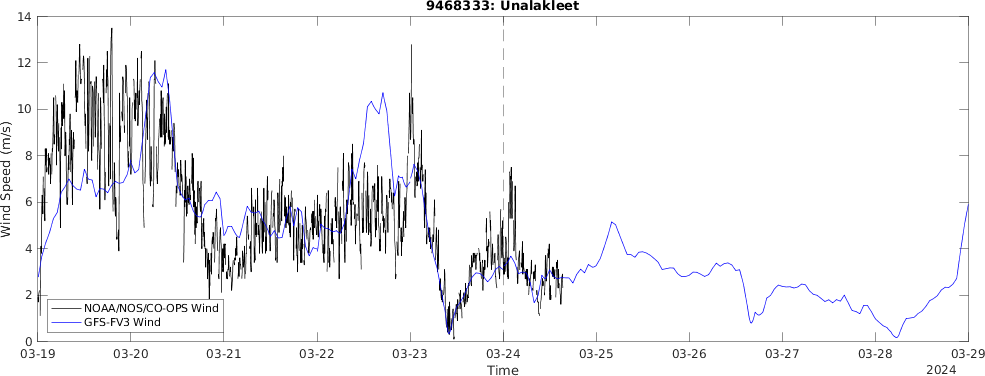 9468333: Unalakleet
Wind Speed (m/s)
14
12
10
8
6
4
2
0
NOAA/NOS/CO-OPS Wind
GFS-FV3 Wind
03-19 03-20 03-21 03-22 03-23 03-24 03-25 03-26 03-27 03-28 03-29
Time
2024